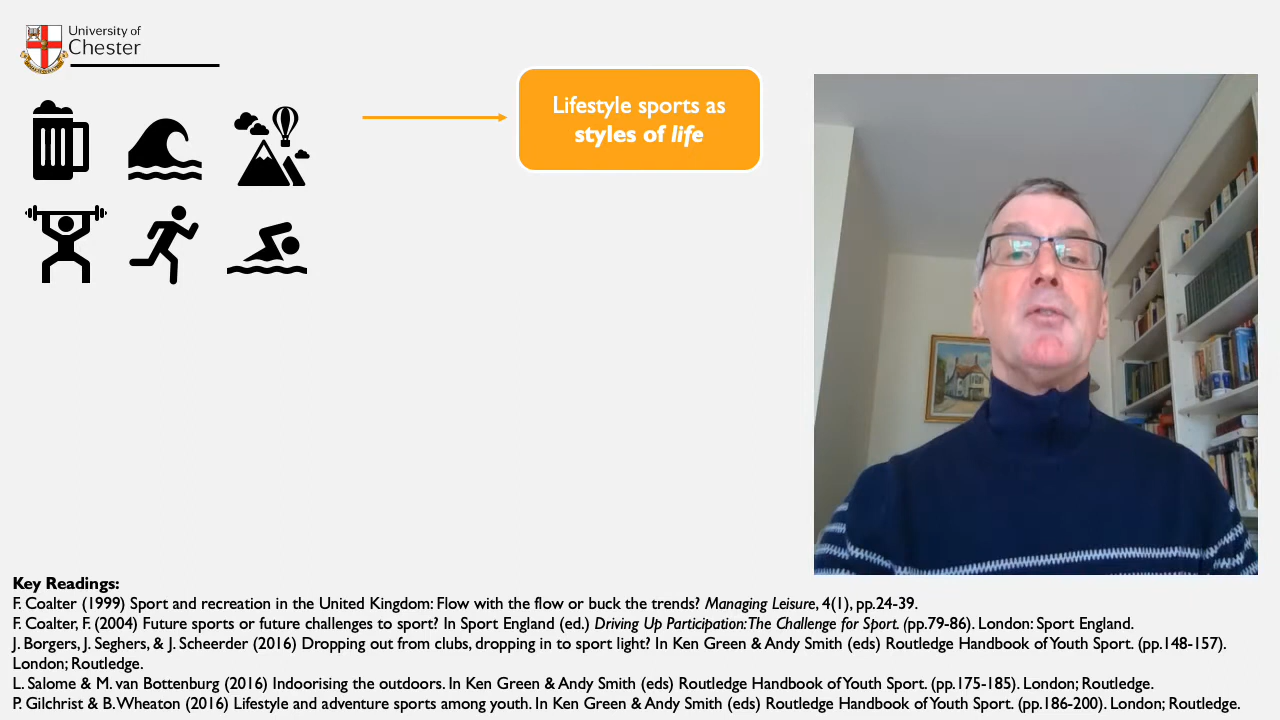 University of
Chester
Lifestyle sports as
styles of life
Key Readings:
F. Coalter (1999) Sport and recreation in the United Kingdom: Flow with the flow or buck the trends? Managing Leisure, 4(1), pp.24-39.
F. Coalter, F. (2004) Future sports or future challenges to sport? In Sport England (ed.) Driving Up Participation: The Challenge for Sport. (pp.79-86). London: Sport England.
J. Borgers, J. Seghers, & J. Scheerder (2016) Dropping out from clubs, dropping in to sport light? In Ken Green & Andy Smith (eds) Routledge Handbook of Youth Sport. (pp.148-157).
London; Routledge.
L. Salome & M. van Bottenburg (2016) Indoorising the outdoors. In Ken Green & Andy Smith (eds) Routledge Handbook of Youth Sport. (pp.175-185). London; Routledge.
P. Gilchrist & B. Wheaton (2016) Lifestyle and adventure sports among youth. In Ken Green & Andy Smith (eds) Routledge Handbook of Youth Sport. (pp.186-200). London; Routledge.